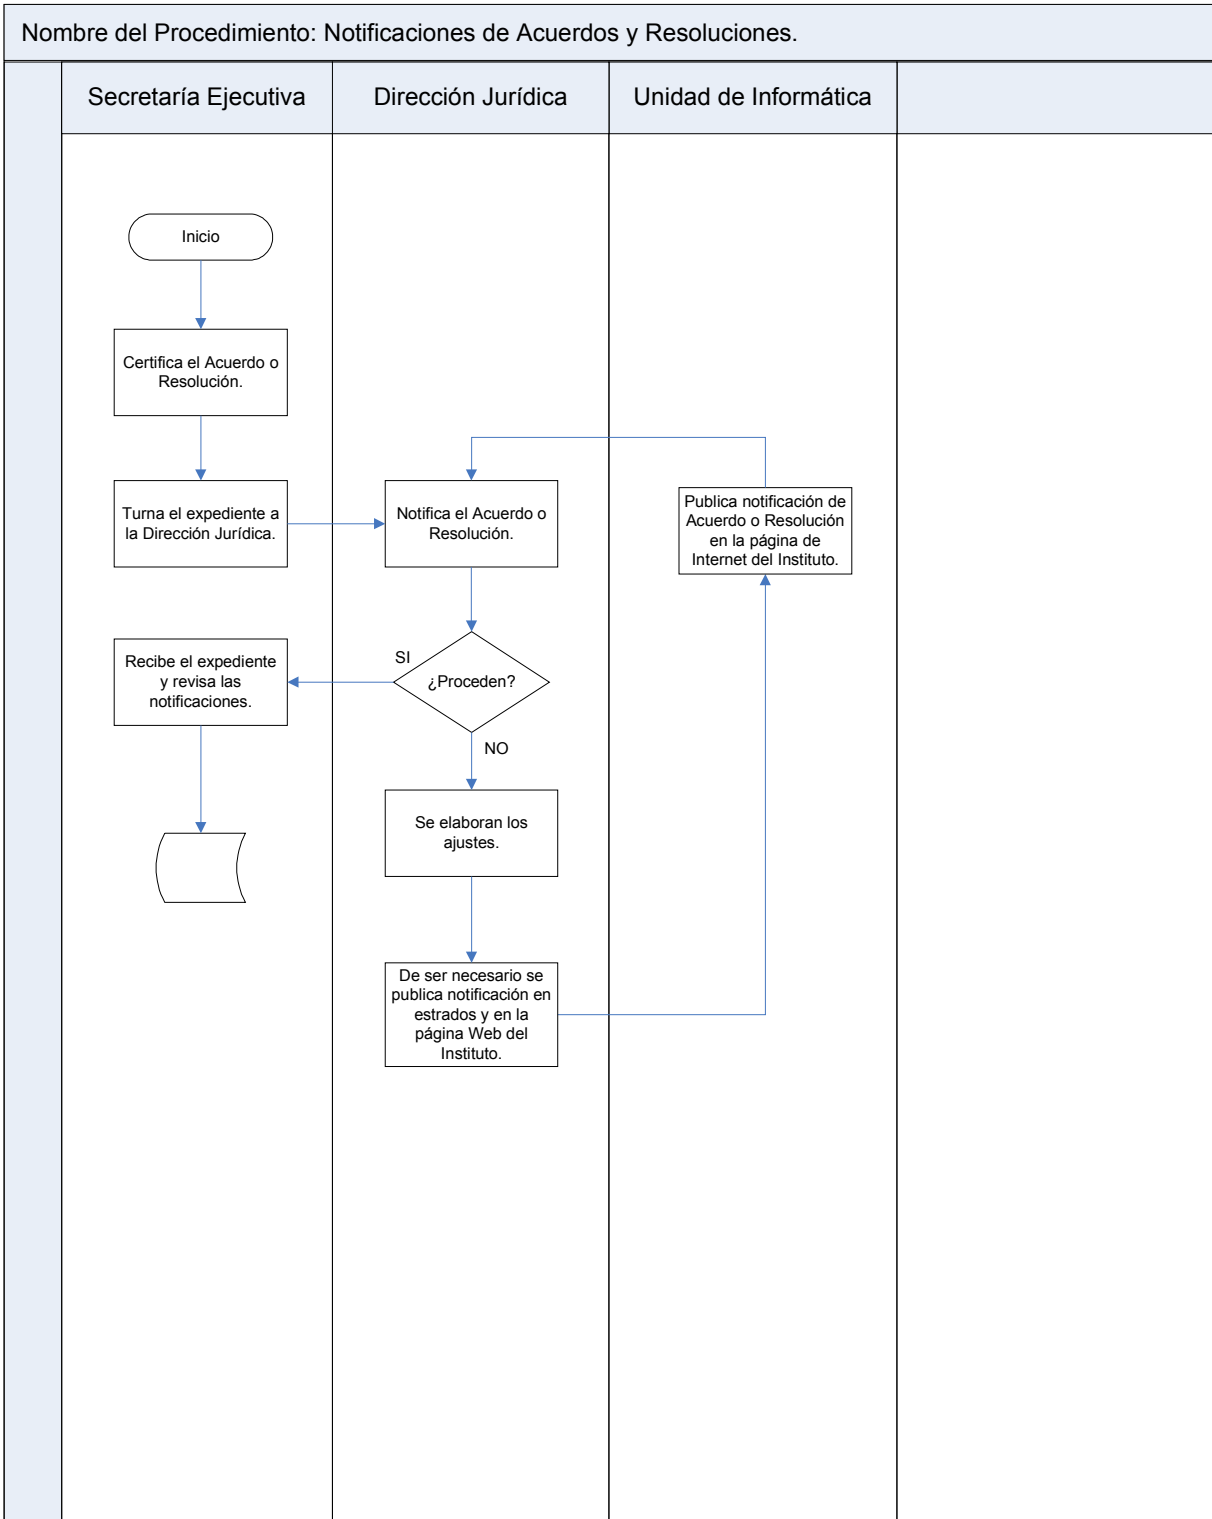 Nombre del Procedimiento: Notificaciones de Acuerdos y Resoluciones.
Secretaría Ejecutiva
Dirección Jurídica
Unidad de Informática
Inicio
Certifica el Acuerdo o
Resolución.
Turna el expediente a
la Dirección Jurídica.
Notifica el Acuerdo o
Resolución.
Publica notificación de
Acuerdo o Resolución
en la página de
Internet del Instituto.
Recibe el expediente
y revisa las
notificaciones.
SI
¿Proceden?
NO
Se elaboran los
ajustes.
De ser necesario se
publica notificación en
estrados y en la
página Web del
Instituto.